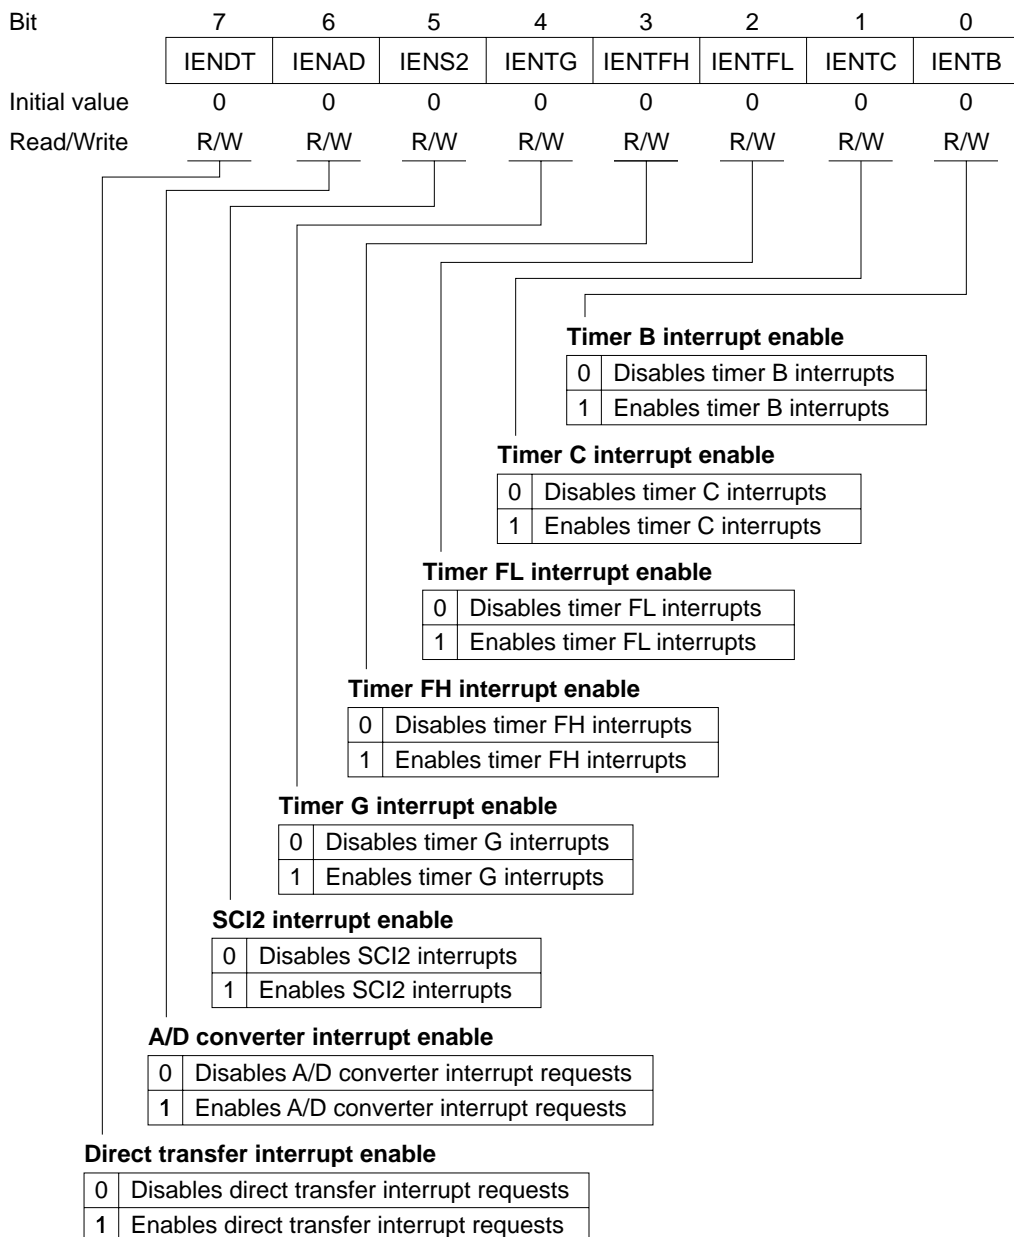 Bit 7 6 5 4 3 2 1 0
IENDT IENAD IENS2 IENTG IENTFH IENTFL IENTC IENTB
Initial value 0 0 0 0 0 0 0 0
Read/Write R/W R/W R/W R/W R/W R/W R/W R/W
Timer B interrupt enable
0 Disables timer B interrupts
1 Enables timer B interrupts
Timer C interrupt enable
0 Disables timer C interrupts
1 Enables timer C interrupts
Timer FL interrupt enable
0 Disables timer FL interrupts
1 Enables timer FL interrupts
Timer FH interrupt enable
0 Disables timer FH interrupts
1 Enables timer FH interrupts
Timer G interrupt enable
0 Disables timer G interrupts
1 Enables timer G interrupts
SCI2 interrupt enable
0 Disables SCI2 interrupts
1 Enables SCI2 interrupts
A/D converter interrupt enable
0 Disables A/D converter interrupt requests
1 Enables A/D converter interrupt requests
Direct transfer interrupt enable
0 Disables direct transfer interrupt requests
1 Enables direct transfer interrupt requests